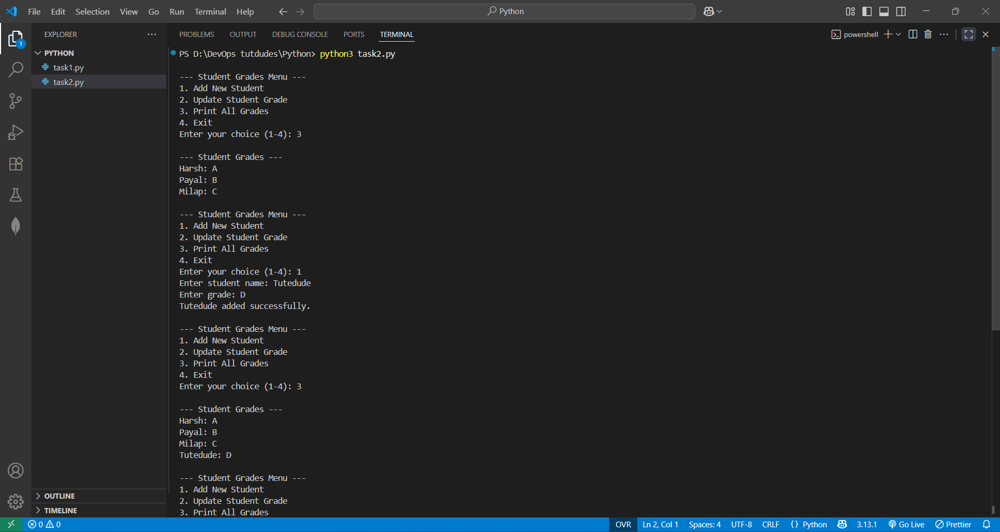 File Edit Selection View Go Run Terminal Help
Python
EXPLORER
PROBLEMS OUTPUT DEBUG CONSOLE PORTS TERMINAL
powershell
1
PYTHON
task1.py
task2.py
PS D:\DevOps tutdudes\Python> python3 task2.py
--- Student Grades Menu ---
1. Add New Student
2. Update Student Grade
3. Print All Grades
4. Exit
Enter your choice (1-4): 3
--- Student Grades ---
Harsh: A
Payal: B
Milap: C
--- Student Grades Menu ---
1. Add New Student
2. Update Student Grade
3. Print All Grades
4. Exit
Enter your choice (1-4): 1
Enter student name: Tutedude
Enter grade: D
Tutedude added successfully.
--- Student Grades Menu ---
1. Add New Student
2. Update Student Grade
3. Print All Grades
4. Exit
Enter your choice (1-4): 3
--- Student Grades ---
Harsh: A
Payal: B
Milap: C
Tutedude: D
--- Student Grades Menu ---
1. Add New Student
2. Update Student Grade
3. Print All Grades
OUTLINE
TIMELINE
0 0
OVR Ln 2, Col 1 Spaces: 4 UTF-8 CRLF {} Python 3.13.1 Go Live Prettier